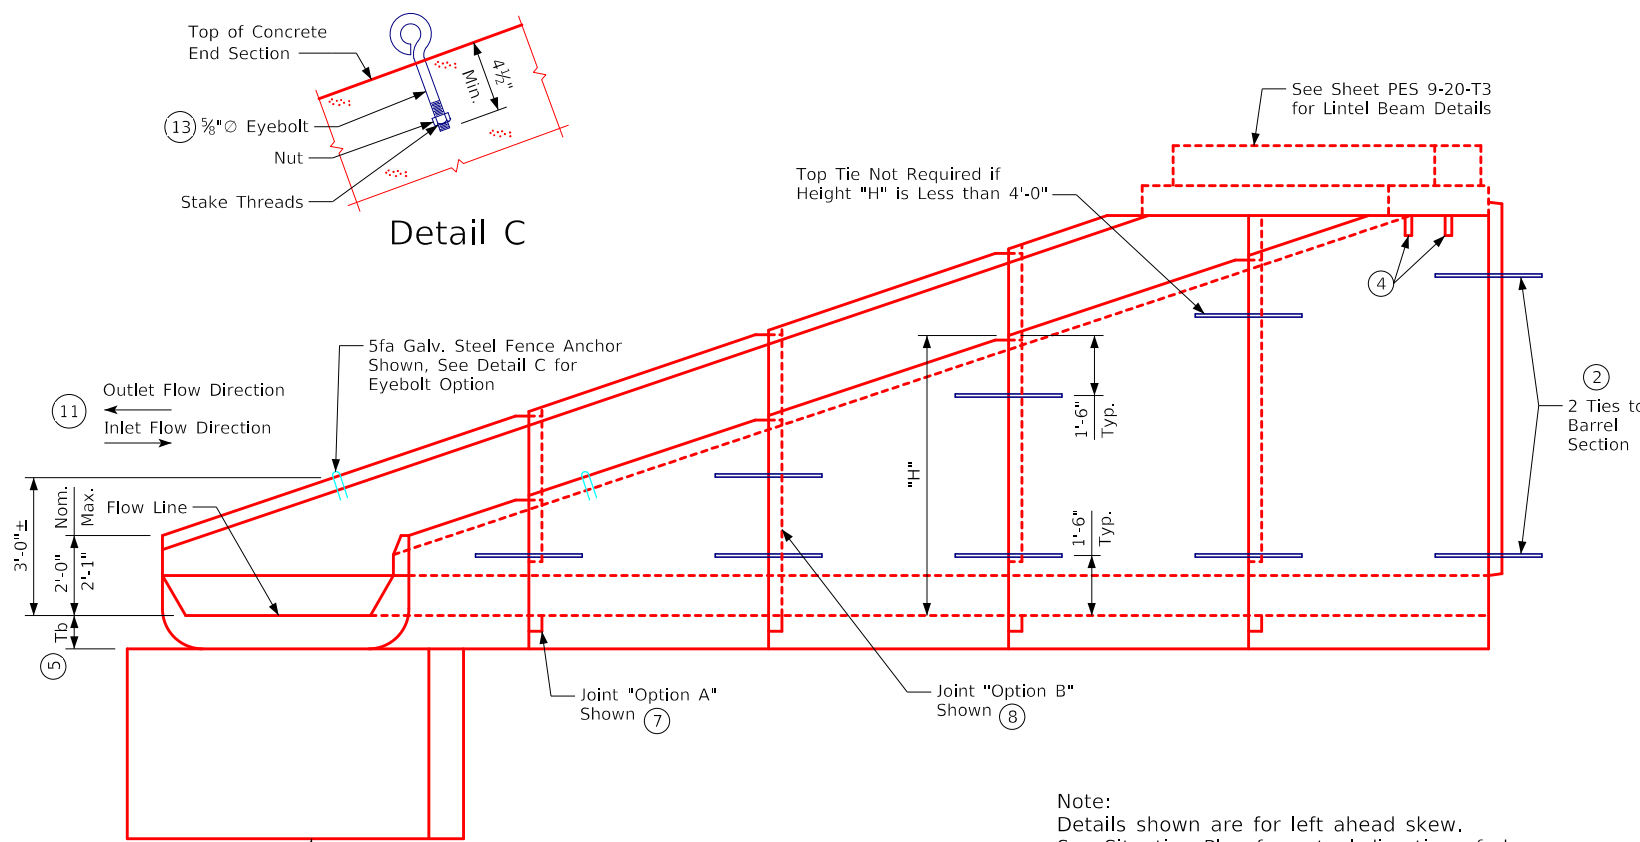 Top of Concrete
End Section
13 ⅝"∅ Eyebolt
Nut
Stake Threads
4½"
Min.
Detail C
See Sheet PES 9-20-T3
for Lintel Beam Details
Top Tie Not Required if
Height "H" is Less than 4'-0"
4
5fa Galv. Steel Fence Anchor
Shown, See Detail C for
Eyebolt Option
11
Outlet Flow Direction
Inlet Flow Direction
2
2 Ties to
Barrel
Section
1'-6"
Typ.
"H"
1'-6"
Typ.
3'-0"±
2'-0" Nom.
2'-1" Max.
Flow Line
Tb
5
Joint "Option A"
Shown 7
Joint "Option B"
Shown 8
Note:
Details shown are for left ahead skew.